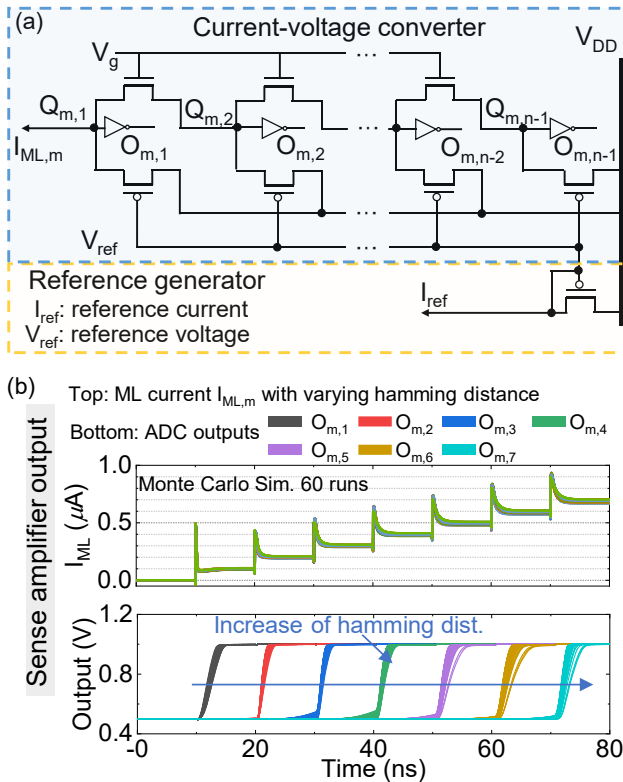 (a)
Current-voltage converter
V_DD
V_g
Q_m,1
Q_m,2
Q_m,n-1
I_ML,m
O_m,1
O_m,2
O_m,n-2
O_m,n-1
...
...
V_ref
...
Reference generator
I_ref: reference current
V_ref: reference voltage
I_ref
(b)
Top: ML current I_ML,m with varying hamming distance
Bottom: ADC outputs
O_m,1 O_m,2 O_m,3 O_m,4
O_m,5 O_m,6 O_m,7
Sense amplifier output
Monte Carlo Sim. 60 runs
I_ML (μA)
1.0
0.5
0.0
Increase of hamming dist.
Output (V)
1.2
0.8
0.4
-0 20 40 60 80
Time (ns)